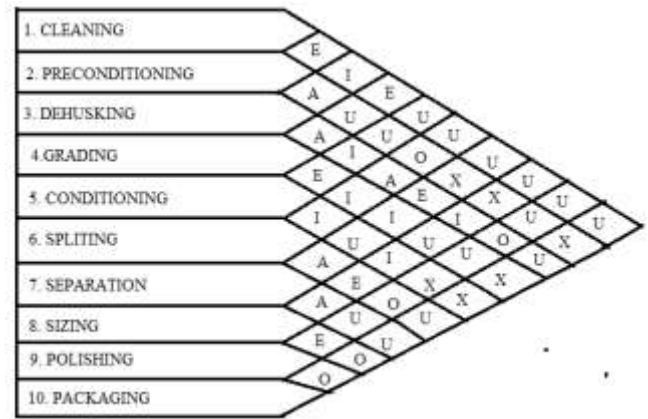 1. CLEANING
2. PRECONDITIONING
3. DEHUSKING
4.GRADING
5. CONDITIONING
6. SPLITING
7. SEPARATION
8. SIZING
9. POLISHING
10. PACKAGING
E
I
A E
U U
A U U
I O U
E A X U
I E X U
I I I U U
U U O X
A I U U
E X X
A O X
U U
E U
O
O